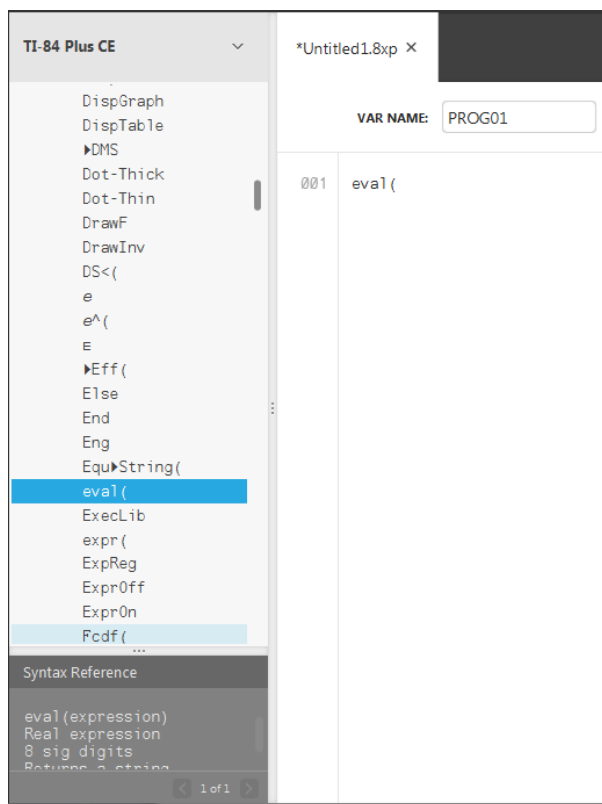 TI-84 Plus CE
*Untitled1.8xp ×
VAR NAME: PROG01
DispGraph
DispTable
►DMS
Dot-Thick
Dot-Thin
DrawF
DrawInv
DS<(
e
e^(
ᴇ
►Eff(
Else
End
Eng
Equ►String(
eval(
ExecLib
expr(
ExpReg
ExprOff
ExprOn
Fcdf(
001 eval(
Syntax Reference
eval(expression)
Real expression
8 sig digits
Returns a string
1 of 1